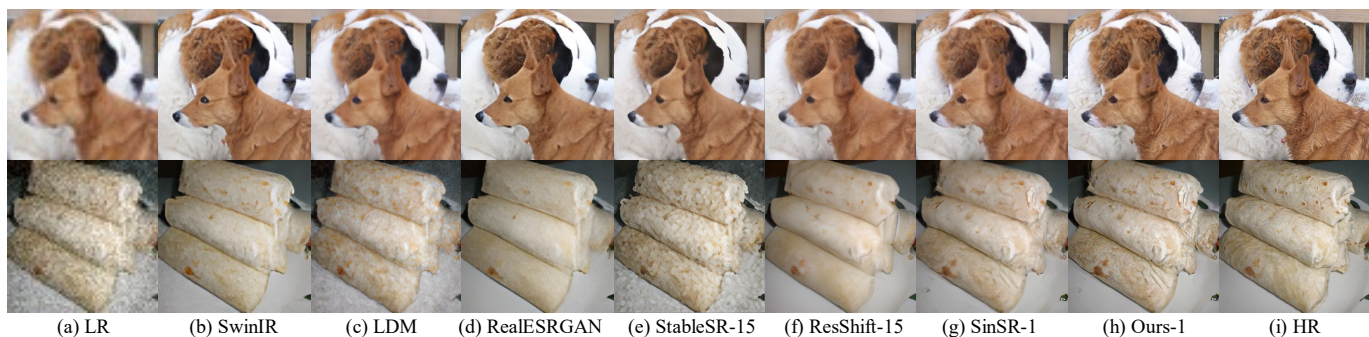 (a) LR (b) SwinIR (c) LDM (d) RealESRGAN (e) StableSR-15 (f) ResShift-15 (g) SinSR-1 (h) Ours-1 (i) HR